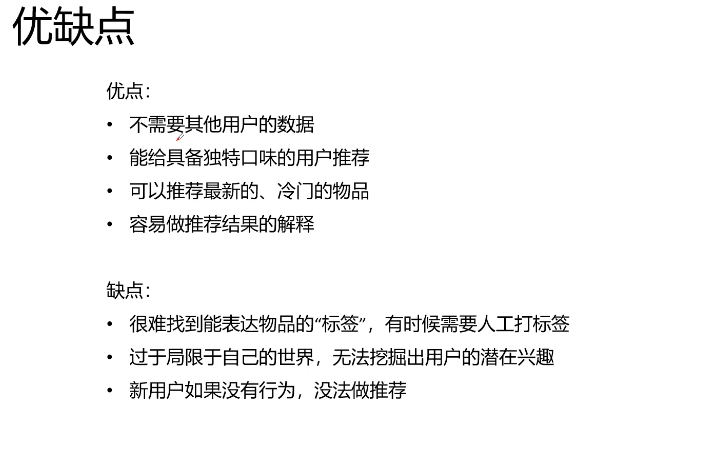 优缺点
优点：
• 不需要其他用户的数据
• 能给具备独特口味的用户推荐
• 可以推荐最新的、冷门的物品
• 容易做推荐结果的解释
缺点：
• 很难找到能表达物品的“标签”，有时候需要人工打标签
• 过于局限于自己的世界，无法挖掘出用户的潜在兴趣
• 新用户如果没有行为，没法做推荐